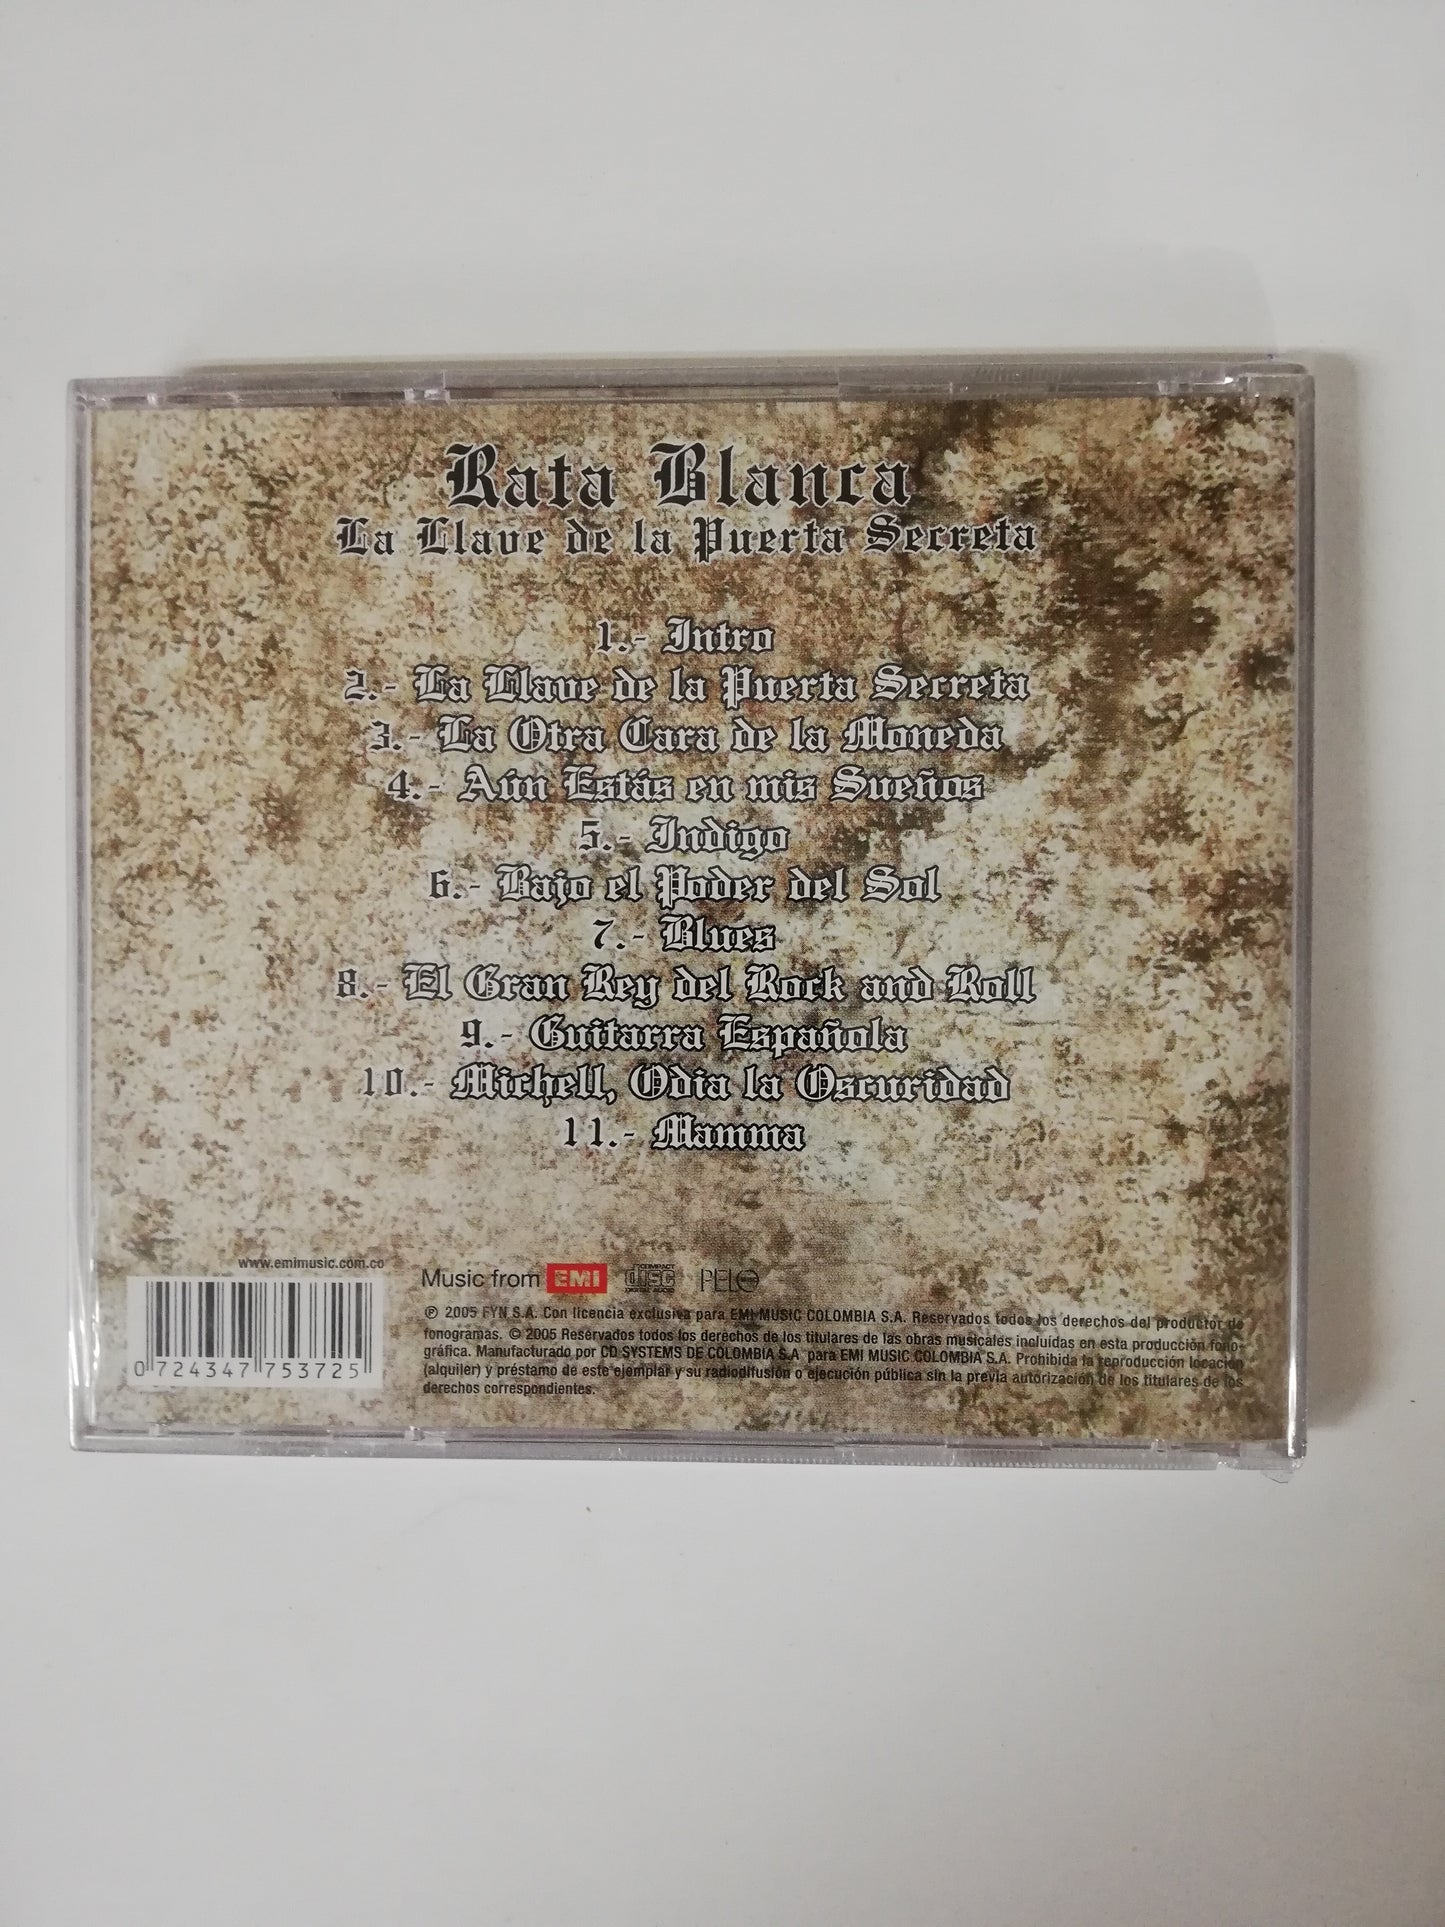 Rata Blanca
La Llave de la Puerta Secreta
1.- Intro
2.- La Llave de la Puerta Secreta
3.- La Otra Cara de la Moneda
4.- Aún Estás en mis Sueños
5.- Indigo
6.- Bajo el Poder del Sol
7.- Blues
8.- El Gran Rey del Rock and Roll
9.- Guitarra Española
10.- Michell, Odia la Oscuridad
11.- Mamma
www.emimusic.com.co
0 724347 753725
Music from EMI COMPACT disc DIGITAL AUDIO PELO
℗ 2005 FYN S.A. Con licencia exclusiva para EMI MUSIC COLOMBIA S.A. Reservados todos los derechos del productor de
fonogramas. © 2005 Reservados todos los derechos de los titulares de las obras musicales incluídas en esta producción fono-
gráfica. Manufacturado por CD SYSTEMS DE COLOMBIA S.A para EMI MUSIC COLOMBIA S.A. Prohibida la reproducción locación
(alquiler) y préstamo de este ejemplar y su radiodifusión o ejecución pública sin la previa autorización de los titulares de los
derechos correspondientes.